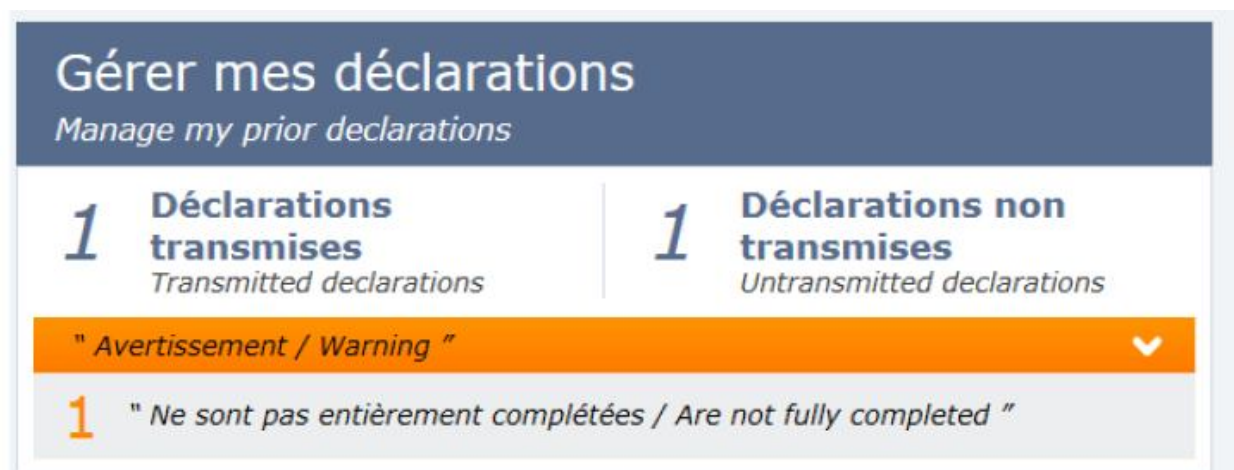 Gérer mes déclarations
Manage my prior declarations
1 Déclarations transmises
Transmitted declarations
1 Déclarations non transmises
Untransmitted declarations
" Avertissement / Warning "
1 " Ne sont pas entièrement complétées / Are not fully completed "